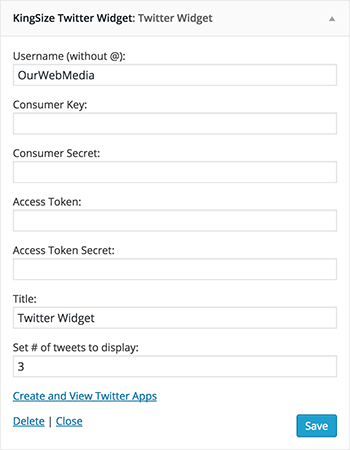 KingSize Twitter Widget: Twitter Widget
Username (without @):
OurWebMedia
Consumer Key:
Consumer Secret:
Access Token:
Access Token Secret:
Title:
Twitter Widget
Set # of tweets to display:
3
Create and View Twitter Apps
Delete | Close
Save